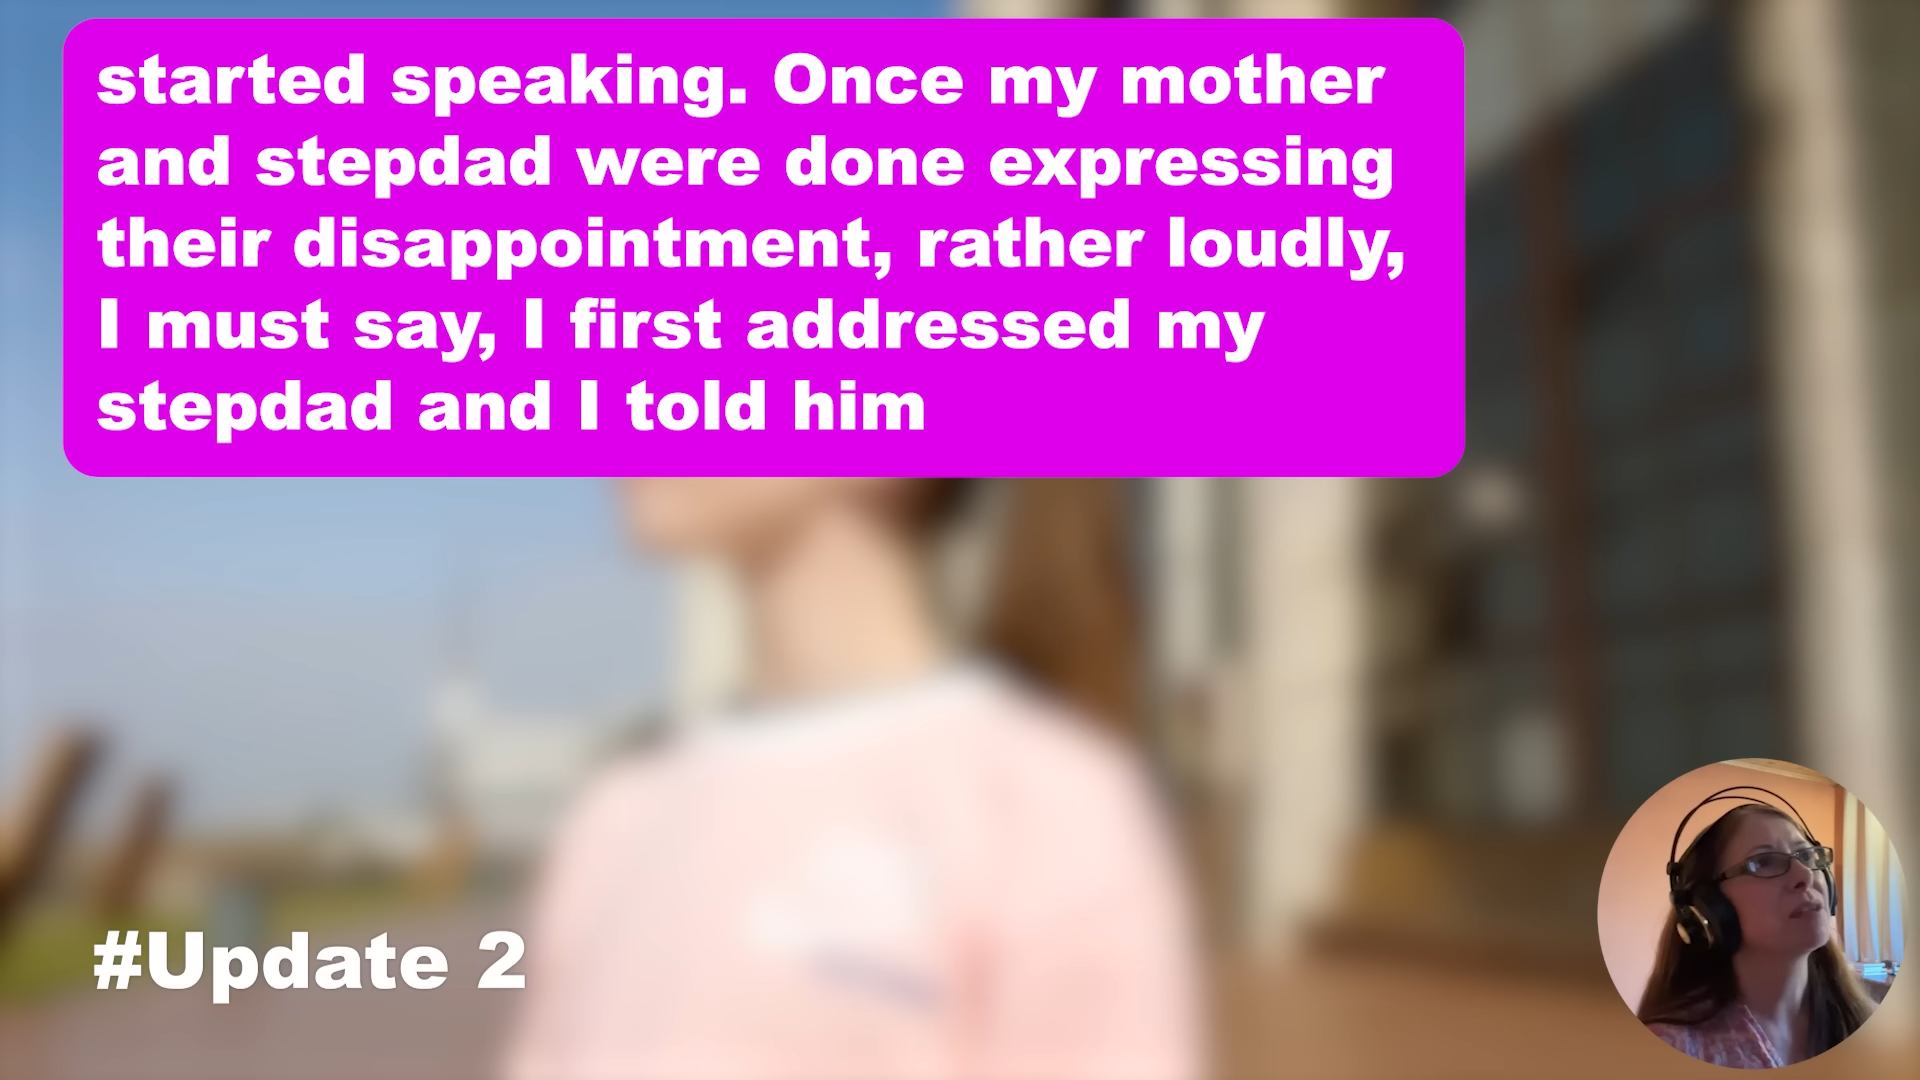 started speaking. Once my mother
and stepdad were done expressing
their disappointment, rather loudly,
I must say, I first addressed my
stepdad and I told him
#Update 2